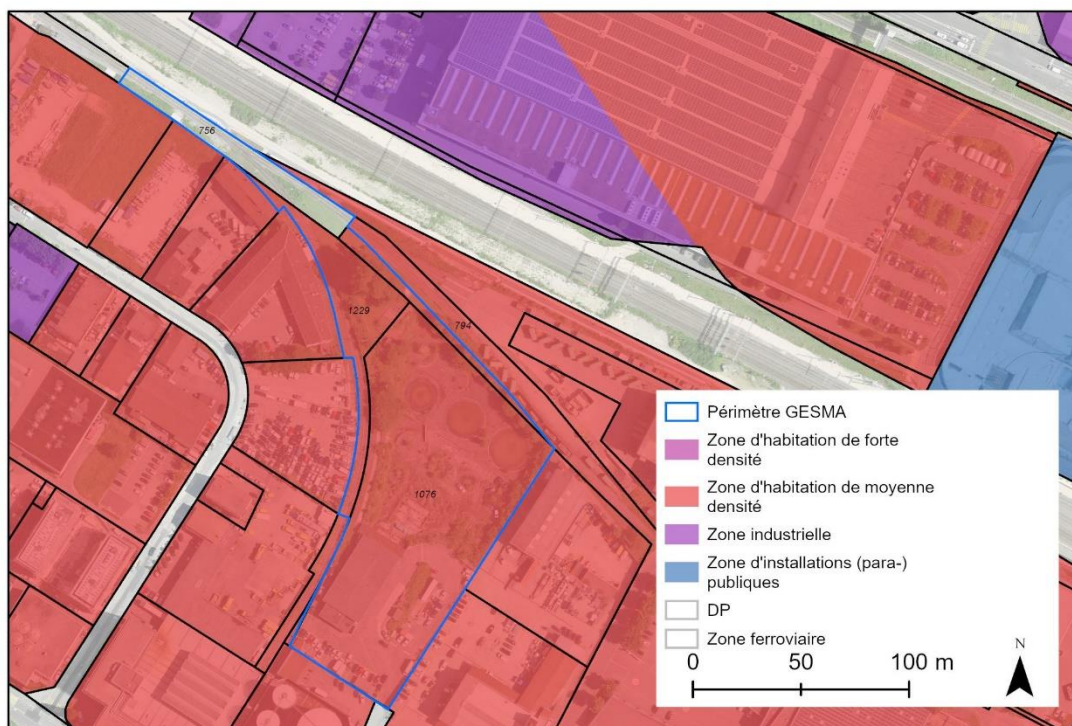 756
1229
794
1076
Périmètre GESMA
Zone d'habitation de forte
densité
Zone d'habitation de moyenne
densité
Zone industrielle
Zone d'installations (para-)
publiques
DP
Zone ferroviaire
0 50 100 m
N